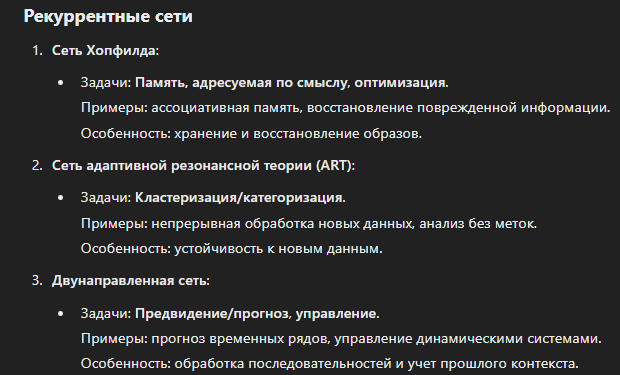 Рекуррентные сети
1. Сеть Хопфилда:
• Задачи: Память, адресуемая по смыслу, оптимизация.
Примеры: ассоциативная память, восстановление поврежденной информации.
Особенность: хранение и восстановление образов.
2. Сеть адаптивной резонансной теории (ART):
• Задачи: Кластеризация/категоризация.
Примеры: непрерывная обработка новых данных, анализ без меток.
Особенность: устойчивость к новым данным.
3. Двунаправленная сеть:
• Задачи: Предвидение/прогноз, управление.
Примеры: прогноз временных рядов, управление динамическими системами.
Особенность: обработка последовательностей и учет прошлого контекста.